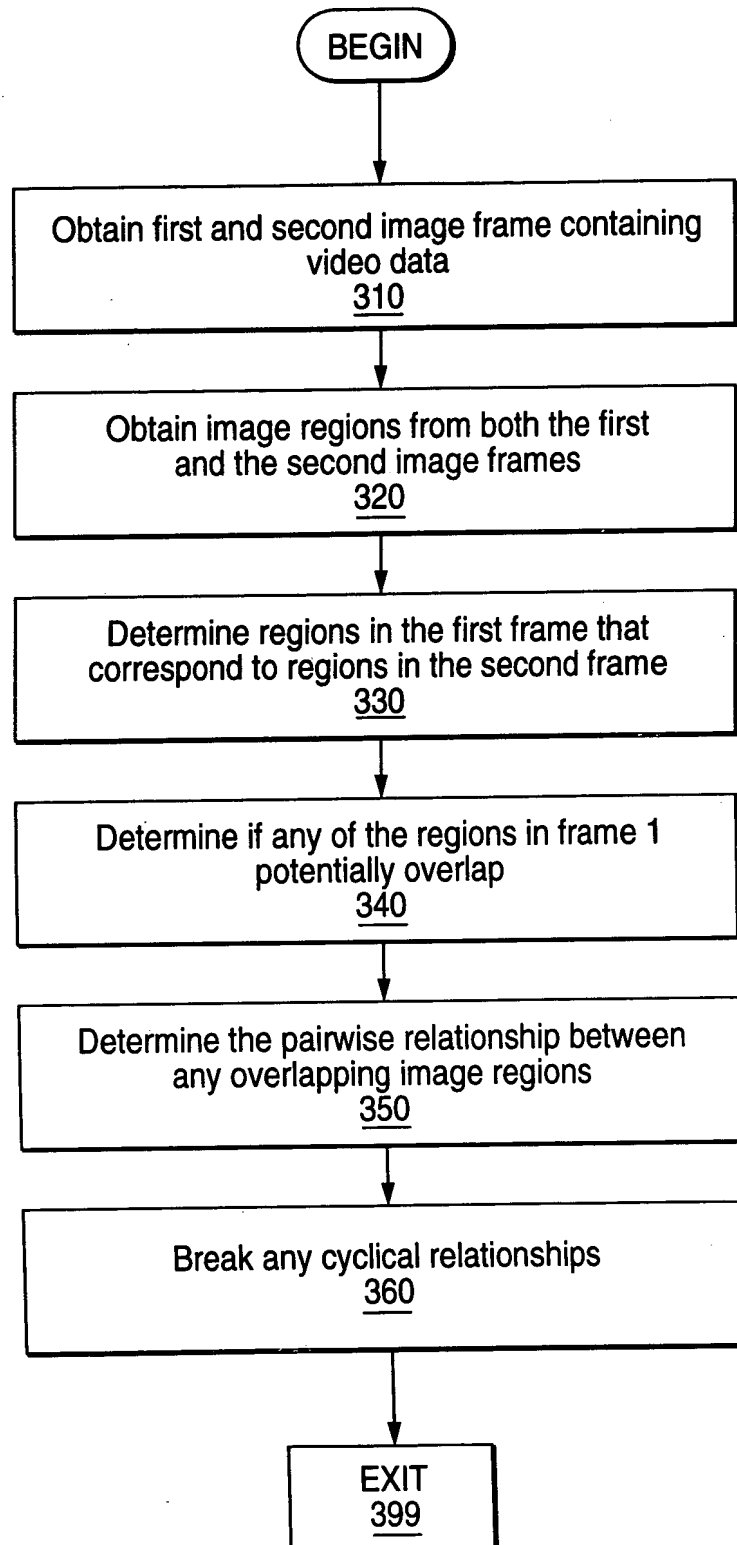 BEGIN
Obtain first and second image frame containing
video data
310
Obtain image regions from both the first
and the second image frames
320
Determine regions in the first frame that
correspond to regions in the second frame
330
Determine if any of the regions in frame 1
potentially overlap
340
Determine the pairwise relationship between
any overlapping image regions
350
Break any cyclical relationships
360
EXIT
399